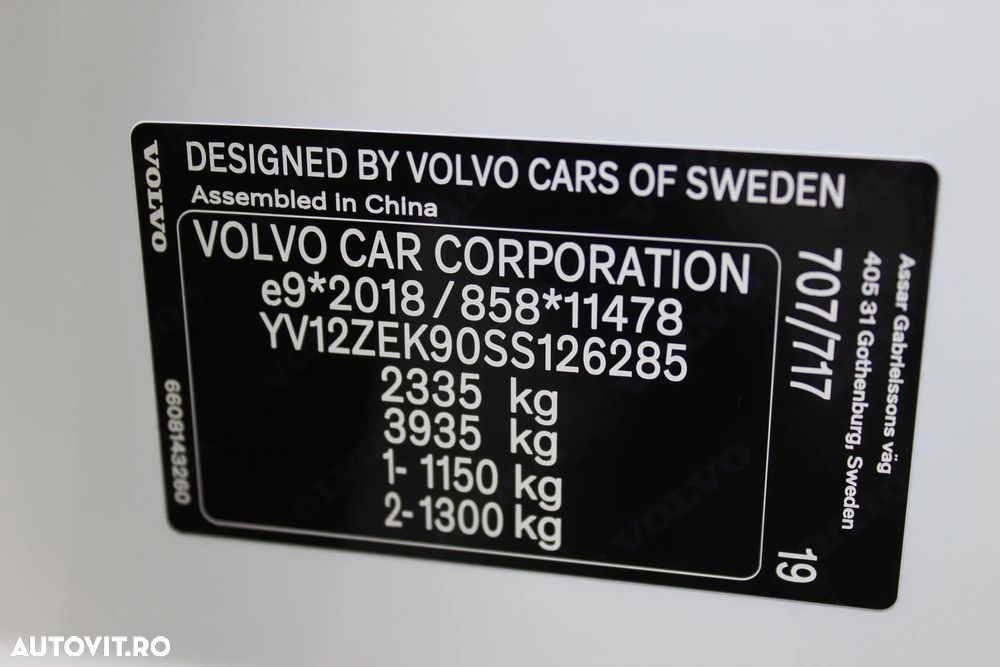 VOLVO
DESIGNED BY VOLVO CARS OF SWEDEN
Assembled in China
VOLVO CAR CORPORATION
e9*2018/858*11478
YV12ZEK90SS126285
2335 kg
3935 kg
1- 1150 kg
2-1300 kg
6608143260
707/717
19
Assar Gabrielssons väg
405 31 Gothenburg, Sweden
AUTOVIT.RO